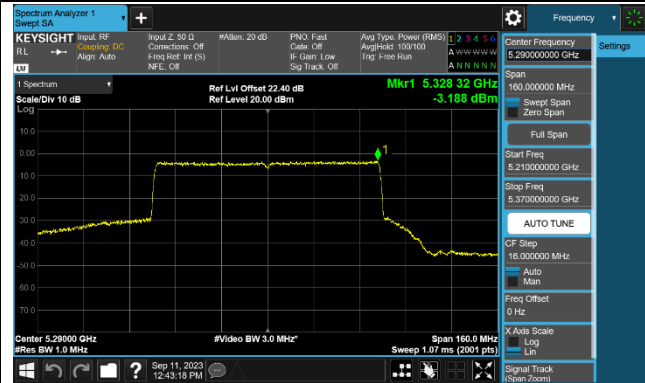 Spectrum Analyzer 1
Swept SA
+
Frequency
KEYSIGHT
RL
LXI
Input: RF
Coupling: DC
Align: Auto
Input Z: 50 Ω
Corrections: Off
Freq Ref: Int (S)
NFE: Off
#Atten: 20 dB
PNO: Fast
Gate: Off
IF Gain: Low
Sig Track: Off
Avg Type: Power (RMS)
Avg|Hold: 100/100
Trig: Free Run
1 2 3 4 5 6
A W W W W W
A N N N N N
1 Spectrum
Scale/Div 10 dB
Log
Ref Lvl Offset 22.40 dB
Ref Level 20.00 dBm
Mkr1 5.328 32 GHz
-3.188 dBm
1
10.0
0.00
-10.0
-20.0
-30.0
-40.0
-50.0
-60.0
-70.0
Center 5.29000 GHz
#Res BW 1.0 MHz
#Video BW 3.0 MHz*
Span 160.0 MHz
Sweep 1.07 ms (2001 pts)
Sep 11, 2023
12:43:18 PM
?
Center Frequency
5.290000000 GHz
Settings
Span
160.000000 MHz
Swept Span
Zero Span
Full Span
Start Freq
5.210000000 GHz
Stop Freq
5.370000000 GHz
AUTO TUNE
CF Step
16.000000 MHz
Auto
Man
Freq Offset
0 Hz
X Axis Scale
Log
Lin
Signal Track
(Span Zoom)